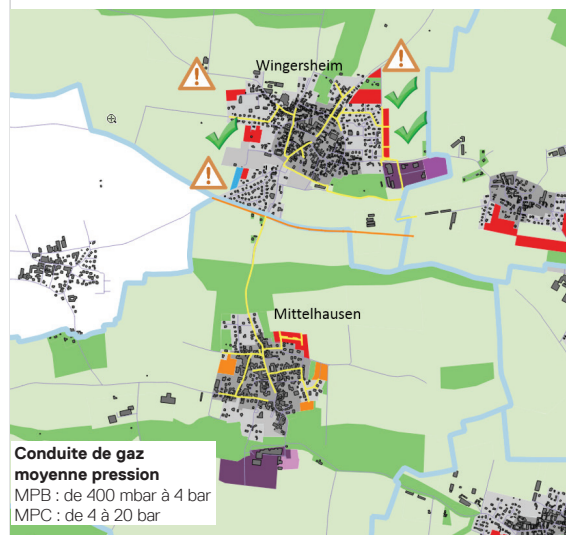 Wingersheim
Mittelhausen
Conduite de gaz
moyenne pression
MPB : de 400 mbar à 4 bar
MPC : de 4 à 20 bar